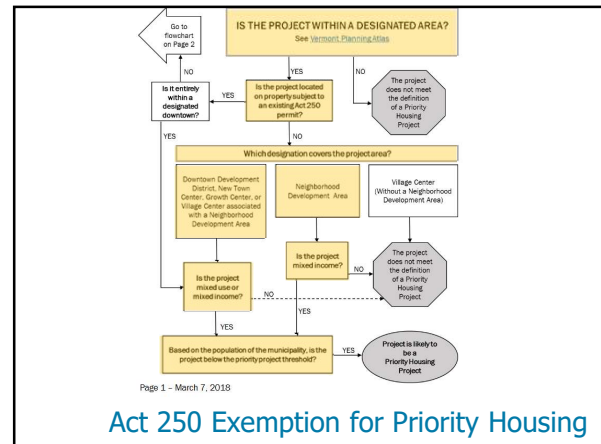 Go to
flowchart
on Page 2
IS THE PROJECT WITHIN A DESIGNATED AREA?
See Vermont Planning Atlas
NO
YES
NO
Is it entirely
within a
designated
downtown?
YES
Is the project located
on property subject to
an existing Act 250
permit?
The project
does not meet
the definition
of a Priority
Housing
Project
YES
NO
Which designation covers the project area?
Downtown Development
District, New Town
Center, Growth Center, or
Village Center associated
with a Neighborhood
Development Area
Neighborhood
Development Area
Village Center
(Without a Neighborhood
Development Area)
Is the project
mixed income?
NO
The project
does not meet
the definition
of a Priority
Housing
Project
Is the project
mixed use or
mixed income?
NO
YES
YES
Based on the population of the municipality, is the
project below the priority project threshold?
YES
Project is likely to
be a
Priority Housing
Project
Page 1 – March 7, 2018
Act 250 Exemption for Priority Housing